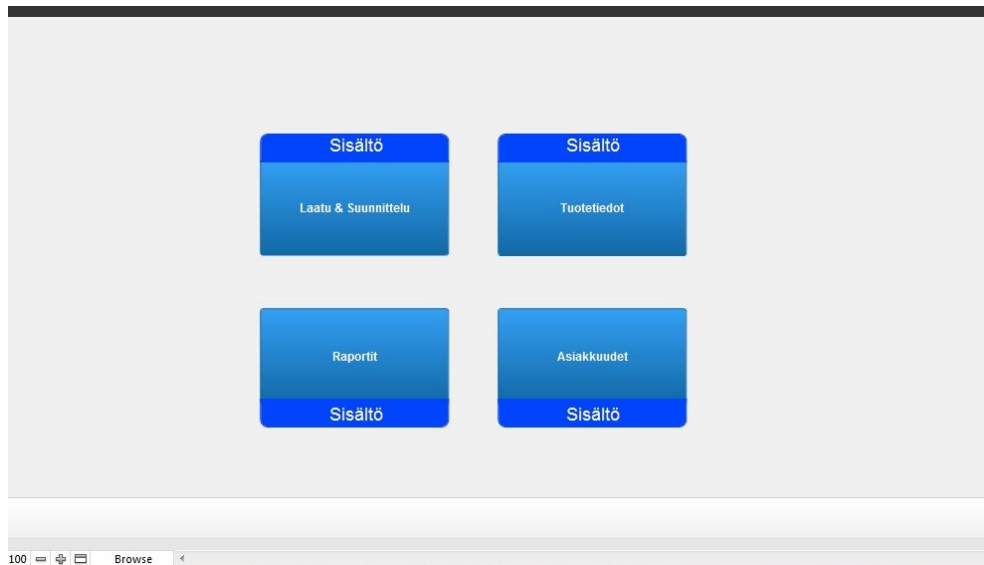 Sisältö
Sisältö
Laatu & Suunnittelu
Tuotetiedot
Raportit
Asiakkuudet
Sisältö
Sisältö
100
Browse